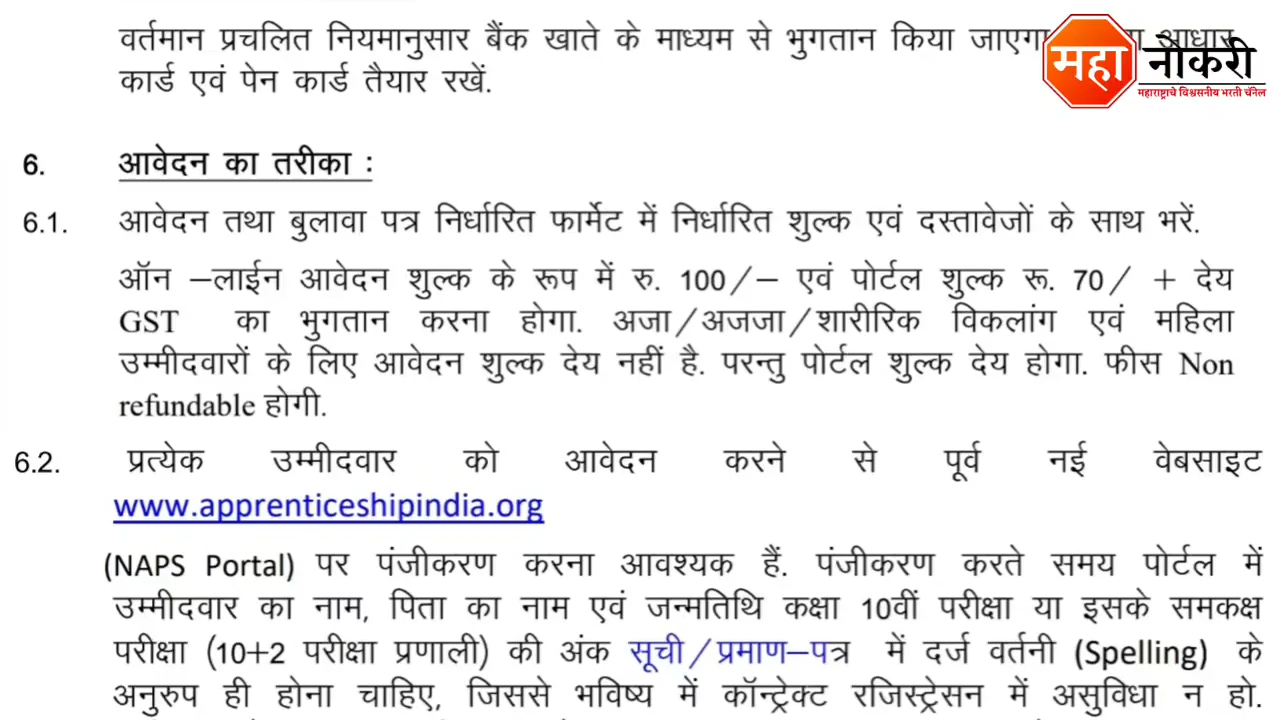 वर्तमान प्रचलित नियमानुसार बैंक खाते के माध्यम से भुगतान किया जाएगा आधार
कार्ड एवं पेन कार्ड तैयार रखें.
महा नोकरी
महाराष्ट्राचे विश्वसनीय भरती चॅनेल
6. आवेदन का तरीका :
6.1. आवेदन तथा बुलावा पत्र निर्धारित फार्मेट में निर्धारित शुल्क एवं दस्तावेजों के साथ भरें.
ऑन –लाईन आवेदन शुल्क के रूप में रु. 100/– एवं पोर्टल शुल्क रू. 70/ + देय
GST का भुगतान करना होगा. अजा/अजजा/शारीरिक विकलांग एवं महिला
उम्मीदवारों के लिए आवेदन शुल्क देय नहीं है. परन्तु पोर्टल शुल्क देय होगा. फीस Non
refundable होगी.
6.2. प्रत्येक उम्मीदवार को आवेदन करने से पूर्व नई वेबसाइट
www.apprenticeshipindia.org
(NAPS Portal) पर पंजीकरण करना आवश्यक हैं. पंजीकरण करते समय पोर्टल में
उम्मीदवार का नाम, पिता का नाम एवं जन्मतिथि कक्षा 10वीं परीक्षा या इसके समकक्ष
परीक्षा (10+2 परीक्षा प्रणाली) की अंक सूची/प्रमाण–पत्र में दर्ज वर्तनी (Spelling) के
अनुरुप ही होना चाहिए, जिससे भविष्य में कॉन्ट्रेक्ट रजिस्ट्रेसन में असुविधा न हो.